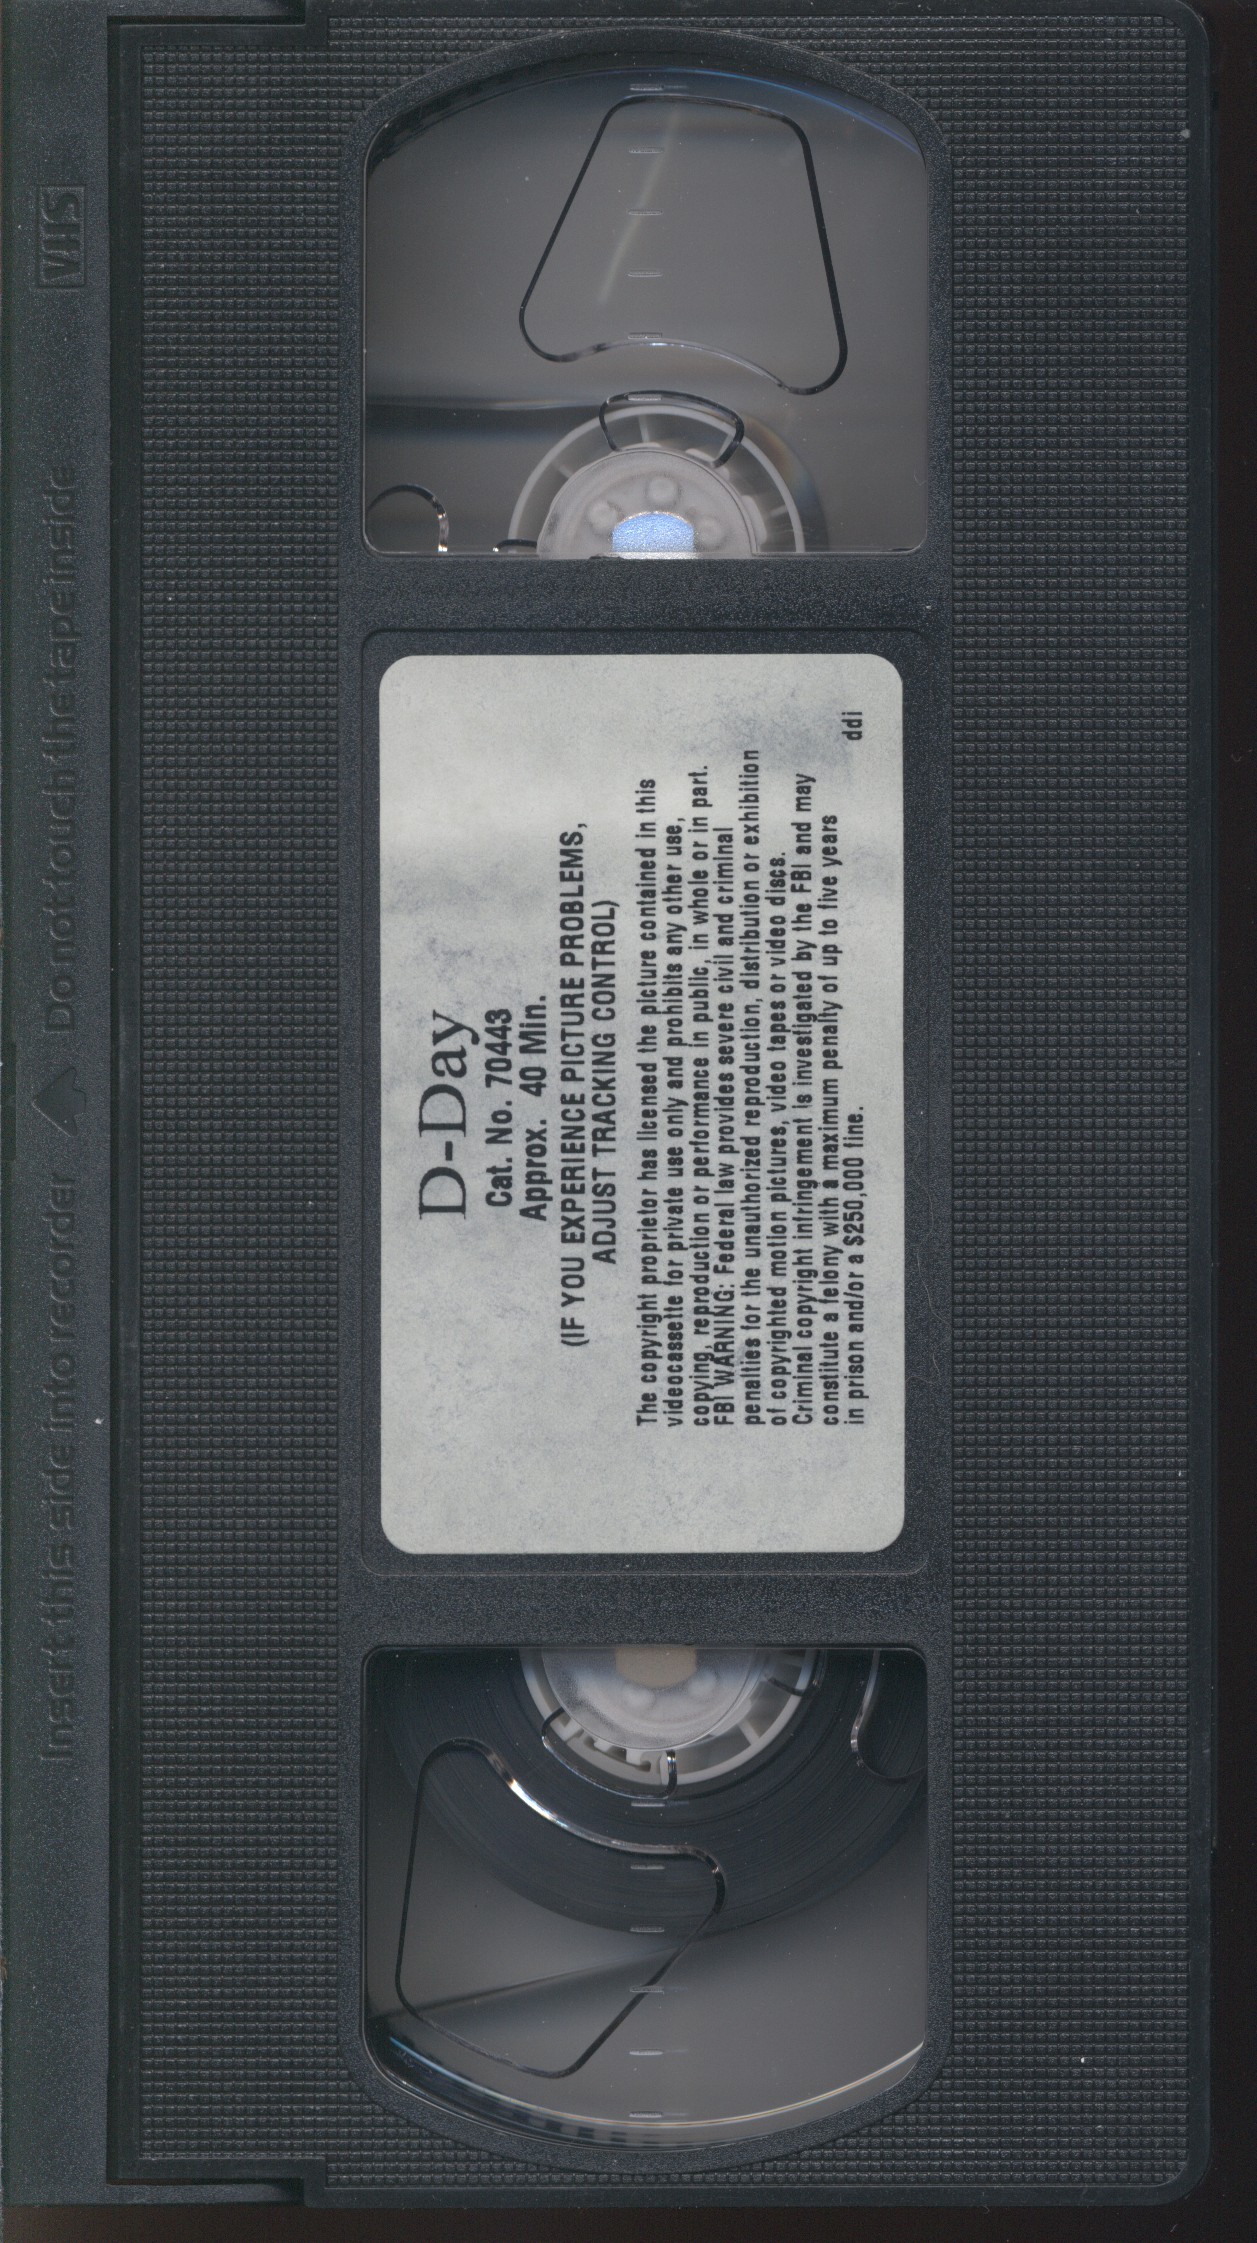 VHS
Insert this side into recorder Do not touch the tape inside
D-Day
Cat. No. 70443
Approx. 40 Min.
(IF YOU EXPERIENCE PICTURE PROBLEMS,
ADJUST TRACKING CONTROL)
The copyright proprietor has licensed the picture contained in this
videocassette for private use only and prohibits any other use,
copying, reproduction or performance in public, in whole or in part.
FBI WARNING: Federal law provides severe civil and criminal
penalties for the unauthorized reproduction, distribution or exhibition
of copyrighted motion pictures, video tapes or video discs.
Criminal copyright infringement is investigated by the FBI and may
constitute a felony with a maximum penalty of up to five years
in prison and/or a $250,000 fine.
ddi